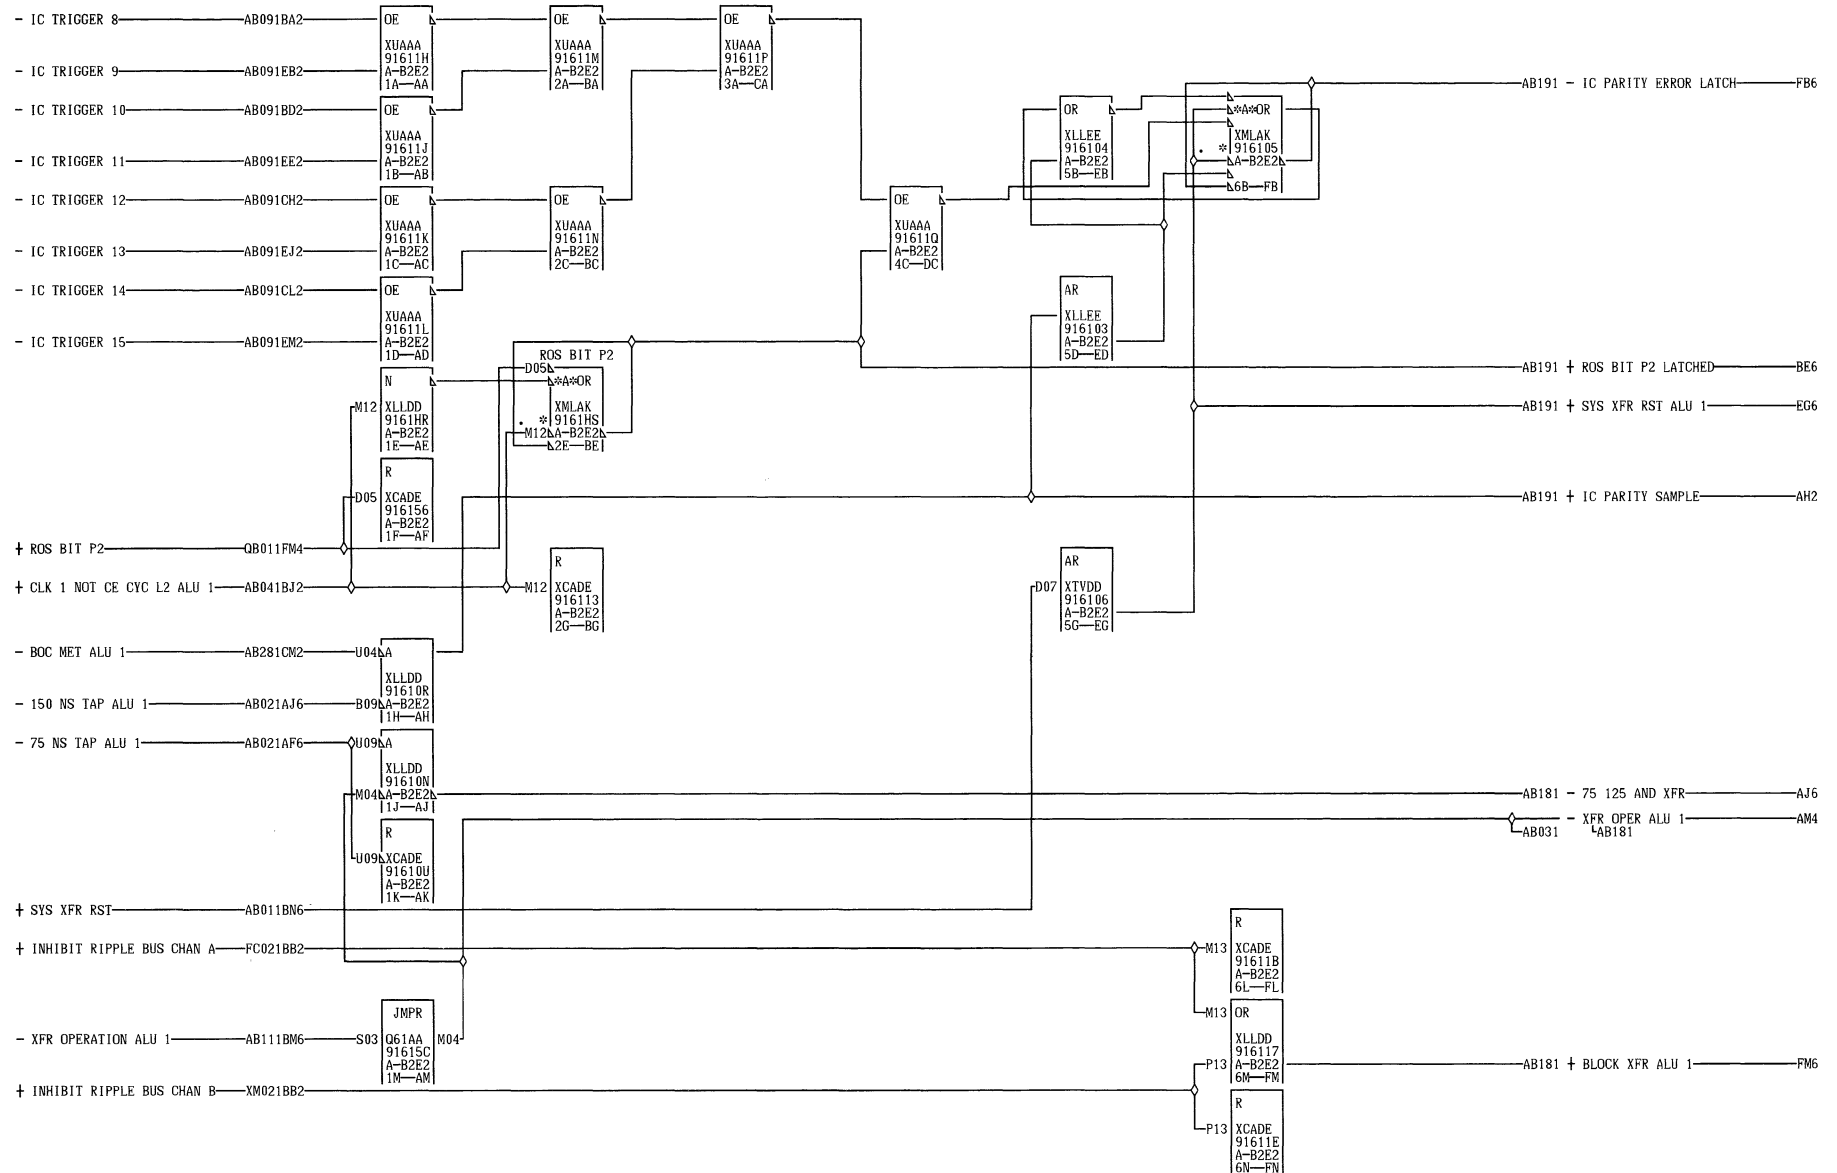 - IC TRIGGER 8 AB091BA2
- IC TRIGGER 9 AB091EB2
- IC TRIGGER 10 AB091BD2
- IC TRIGGER 11 AB091EE2
- IC TRIGGER 12 AB091CH2
- IC TRIGGER 13 AB091EJ2
- IC TRIGGER 14 AB091CL2
- IC TRIGGER 15 AB091EM2
+ ROS BIT P2 QB011FM4
+ CLK 1 NOT CE CYC L2 ALU 1 AB041BJ2
- BOC MET ALU 1 AB281CM2
- 150 NS TAP ALU 1 AB021AJ6
- 75 NS TAP ALU 1 AB021AF6
+ SYS XFR RST AB011BN6
+ INHIBIT RIPPLE BUS CHAN A FC021BB2
- XFR OPERATION ALU 1 AB111BM6
+ INHIBIT RIPPLE BUS CHAN B XM021BB2
OE
XUAAA
91611H
A-B2E2
1A-AA
OE
XUAAA
91611J
A-B2E2
1B-AB
OE
XUAAA
91611K
A-B2E2
1C-AC
OE
XUAAA
91611L
A-B2E2
1D-AD
N
M12 XLLDD
9161HR
A-B2E2
1E-AE
R
D05 XCADE
916156
A-B2E2
1F-AF
U04 A
XLLDD
91610R
B09 A-B2E2
1H-AH
U09 A
XLLDD
91610N
M04 A-B2E2
1J-AJ
R
U09 XCADE
91610U
A-B2E2
1K-AK
JMPR
S03 Q61AA M04
91615C
A-B2E2
1M-AM
OE
XUAAA
91611M
A-B2E2
2A-BA
OE
XUAAA
91611N
A-B2E2
2C-BC
ROS BIT P2
D05
*A*OR
XMLAK
* 9161HS
M12 A-B2E2
2E-BE
R
M12 XCADE
916113
A-B2E2
2G-BG
OE
XUAAA
91611P
A-B2E2
3A-CA
OE
XUAAA
91611Q
A-B2E2
4C-DC
OR
XLLEE
916104
A-B2E2
5B-EB
AR
XLLEE
916103
A-B2E2
5D-ED
AR
D07 XTVDD
916106
A-B2E2
5G-EG
*A*OR
XMLAK
* 916105
A-B2E2
6B-FB
R
M13 XCADE
91611B
A-B2E2
6L-FL
M13 OR
XLLDD
916117
P13 A-B2E2
6M-FM
R
P13 XCADE
91611E
A-B2E2
6N-FN
AB191 - IC PARITY ERROR LATCH FB6
AB191 + ROS BIT P2 LATCHED BE6
AB191 + SYS XFR RST ALU 1 EG6
AB191 + IC PARITY SAMPLE AH2
AB181 - 75 125 AND XFR AJ6
- XFR OPER ALU 1 AM4
AB031 AB181
AB181 + BLOCK XFR ALU 1 FM6